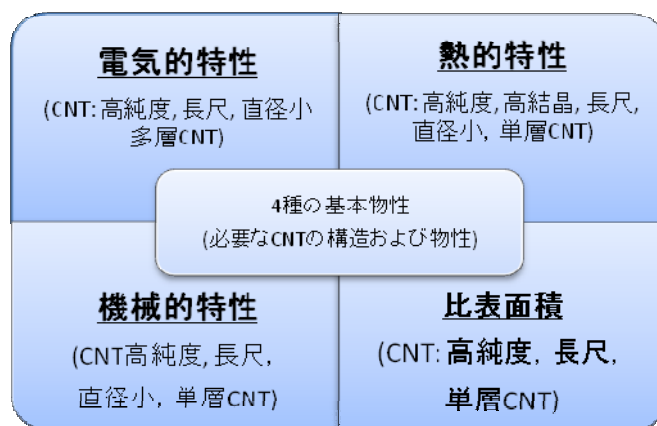 電気的特性
(CNT: 高純度, 長尺, 直径小
多層CNT)
熱的特性
(CNT: 高純度, 高結晶, 長尺,
直径小, 単層CNT)
4種の基本物性
(必要なCNTの構造および物性)
機械的特性
(CNT高純度, 長尺,
直径小, 単層CNT)
比表面積
(CNT: 高純度, 長尺,
単層CNT)